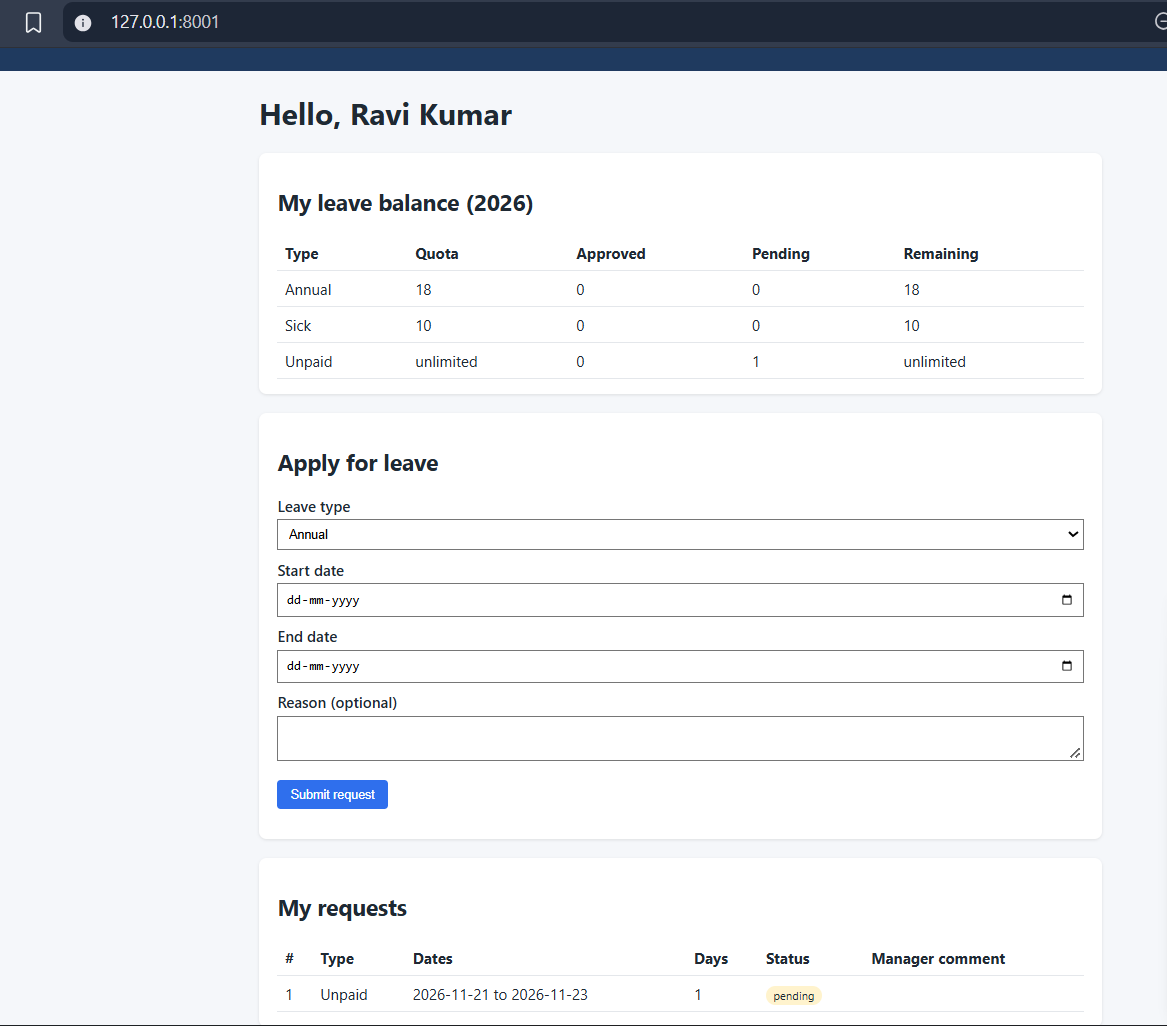 127.0.0.1:8001
Hello, Ravi Kumar
My leave balance (2026)
Type Quota Approved Pending Remaining
Annual 18 0 0 18
Sick 10 0 0 10
Unpaid unlimited 0 1 unlimited
Apply for leave
Leave type
Annual
Start date
dd-mm-yyyy
End date
dd-mm-yyyy
Reason (optional)
Submit request
My requests
# Type Dates Days Status Manager comment
1 Unpaid 2026-11-21 to 2026-11-23 1 pending